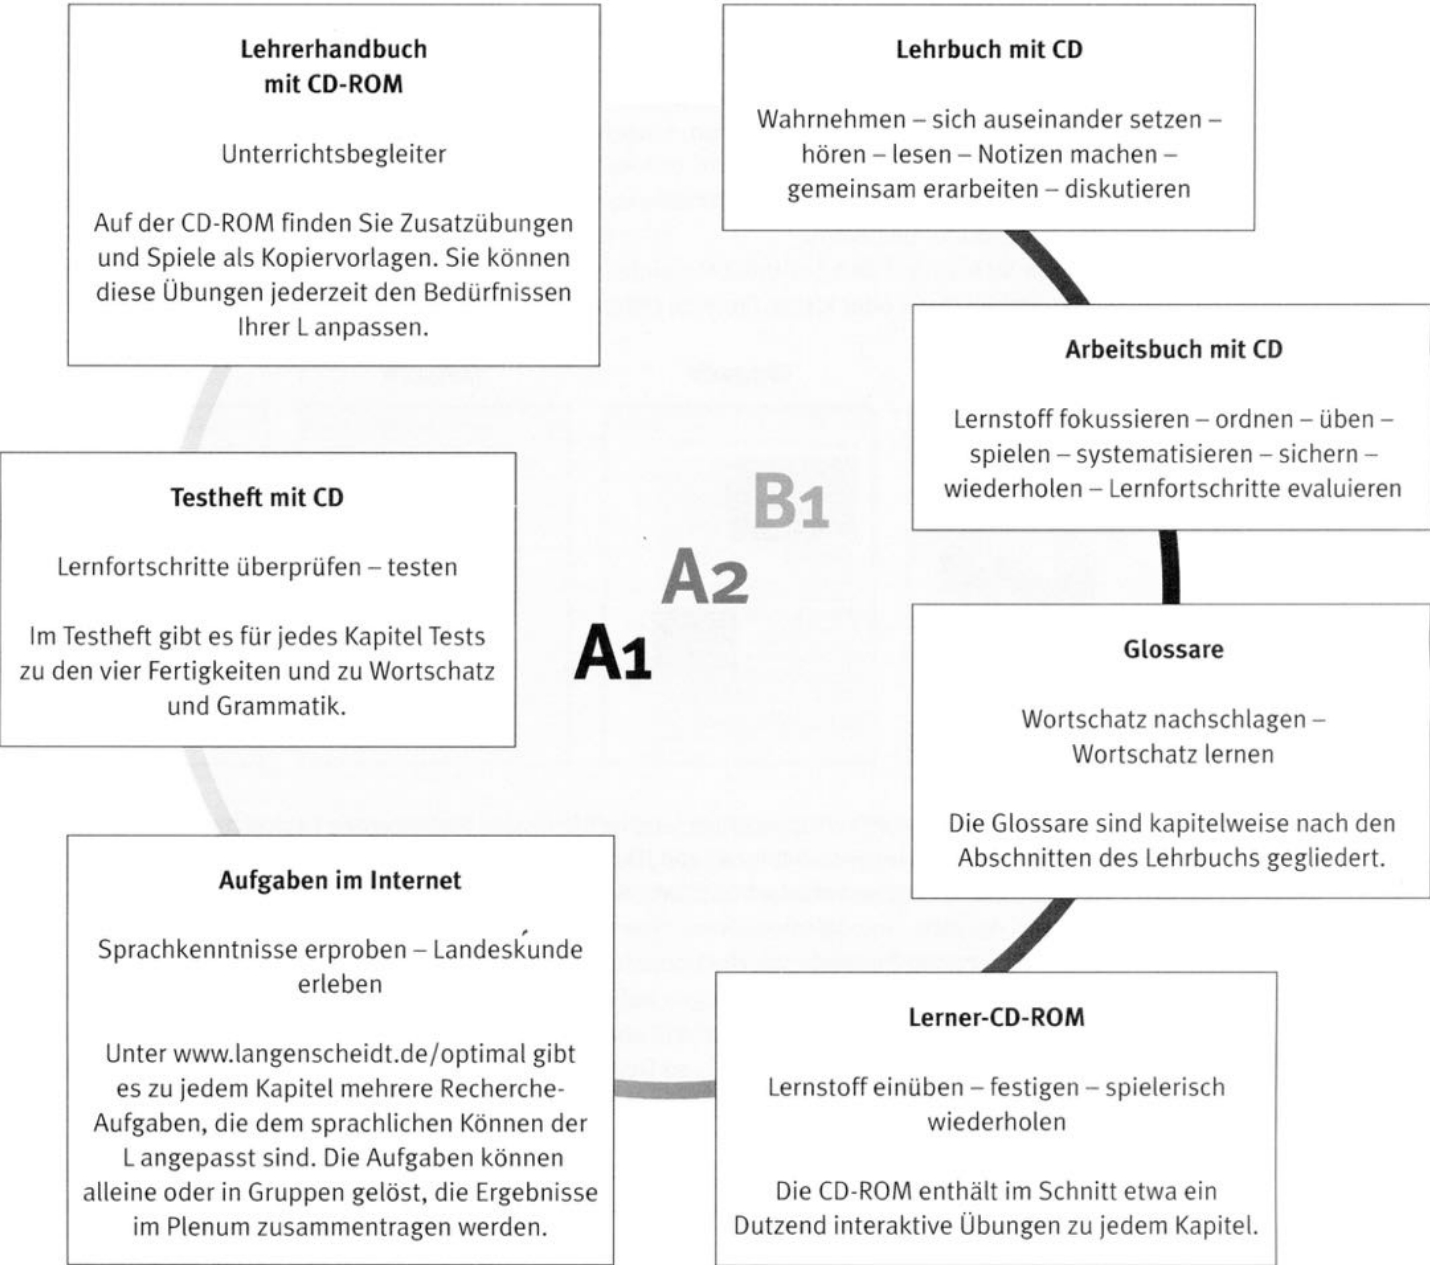 Lehrerhandbuch
mit CD-ROM
Unterrichtsbegleiter
Auf der CD-ROM finden Sie Zusatzübungen
und Spiele als Kopiervorlagen. Sie können
diese Übungen jederzeit den Bedürfnissen
Ihrer L anpassen.
Lehrbuch mit CD
Wahrnehmen – sich auseinander setzen –
hören – lesen – Notizen machen –
gemeinsam erarbeiten – diskutieren
Arbeitsbuch mit CD
Lernstoff fokussieren – ordnen – üben –
spielen – systematisieren – sichern –
wiederholen – Lernfortschritte evaluieren
Testheft mit CD
Lernfortschritte überprüfen – testen
Im Testheft gibt es für jedes Kapitel Tests
zu den vier Fertigkeiten und zu Wortschatz
und Grammatik.
B1
A2
A1
Glossare
Wortschatz nachschlagen –
Wortschatz lernen
Die Glossare sind kapitelweise nach den
Abschnitten des Lehrbuchs gegliedert.
Aufgaben im Internet
Sprachkenntnisse erproben – Landeskunde
erleben
Unter www.langenscheidt.de/optimal gibt
es zu jedem Kapitel mehrere Recherche-
Aufgaben, die dem sprachlichen Können der
L angepasst sind. Die Aufgaben können
alleine oder in Gruppen gelöst, die Ergebnisse
im Plenum zusammentragen werden.
Lerner-CD-ROM
Lernstoff einüben – festigen – spielerisch
wiederholen
Die CD-ROM enthält im Schnitt etwa ein
Dutzend interaktive Übungen zu jedem Kapitel.